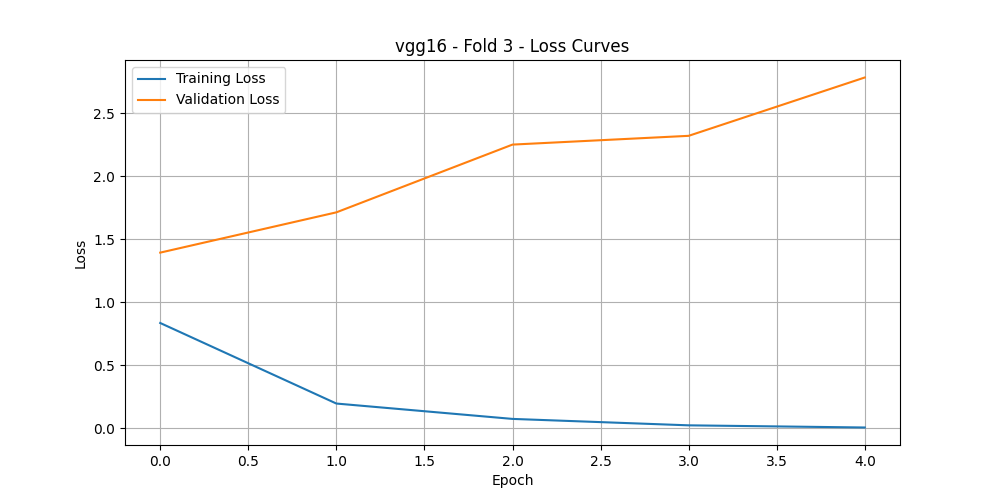 vgg16 - Fold 3 - Loss Curves
Training Loss
Validation Loss
2.5
2.0
1.5
1.0
0.5
0.0
Loss
0.0 0.5 1.0 1.5 2.0 2.5 3.0 3.5 4.0
Epoch